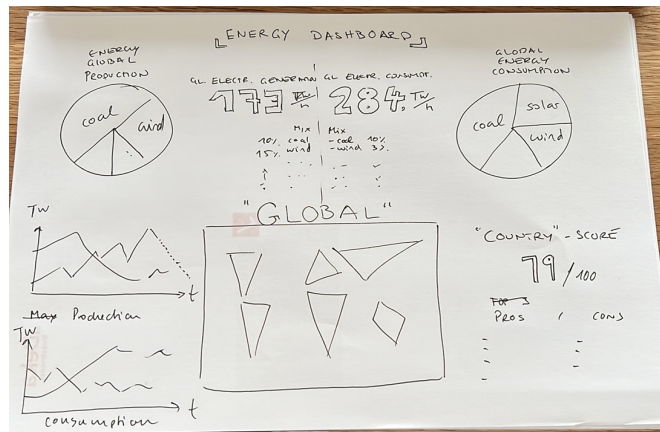 ENERGY DASHBOARD
ENERGY
GLOBAL
PRODUCTION
coal
wind
GL. ELECTR. GENERATION
173 TW/h
GL. ELECTR. CONSUMPT.
284 TW/h
Mix
10% coal
15% wind
Mix
- coal 10%
- wind 3%
GLOBAL
ENERGY
CONSUMPTION
coal
solar
wind
"GLOBAL"
TW
t
Max Production
TW
t
Consumption
"COUNTRY" - SCORE
79/100
TOP 3
PROS / CONS